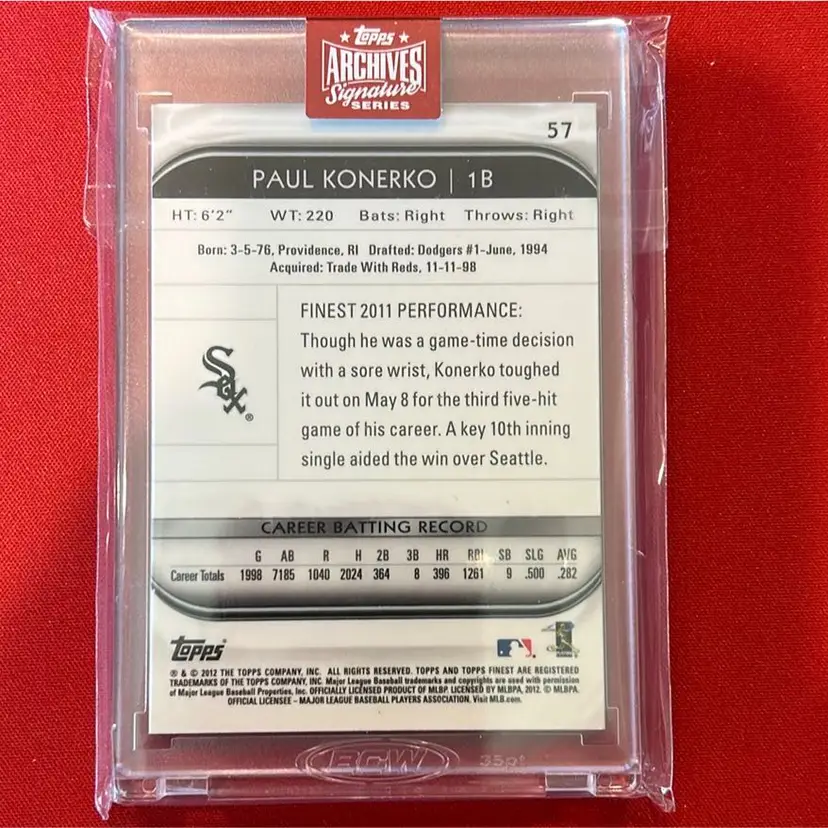 Topps
ARCHIVES
Signature
SERIES
57
PAUL KONERKO | 1B
HT: 6'2" WT: 220 Bats: Right Throws: Right
Born: 3-5-76, Providence, RI Drafted: Dodgers #1-June, 1994
Acquired: Trade With Reds, 11-11-98
FINEST 2011 PERFORMANCE:
Though he was a game-time decision
with a sore wrist, Konerko toughed
it out on May 8 for the third five-hit
game of his career. A key 10th inning
single aided the win over Seattle.
Sox ®
CAREER BATTING RECORD
G AB R H 2B 3B HR RBI SB SLG AVG
Career Totals 1998 7185 1040 2024 364 8 396 1261 9 .500 .282
Topps
® & © 2012 THE TOPPS COMPANY, INC. ALL RIGHTS RESERVED. TOPPS AND TOPPS FINEST ARE REGISTERED
TRADEMARKS OF THE TOPPS COMPANY, INC. Major League Baseball trademarks and copyrights are used with permission
of Major League Baseball Properties, Inc. OFFICIALLY LICENSED PRODUCT OF MLBP. LICENSED BY MLBPA, 2012. © MLBPA.
OFFICIAL LICENSEE – MAJOR LEAGUE BASEBALL PLAYERS ASSOCIATION. Visit MLB.com.
BCW 35pt